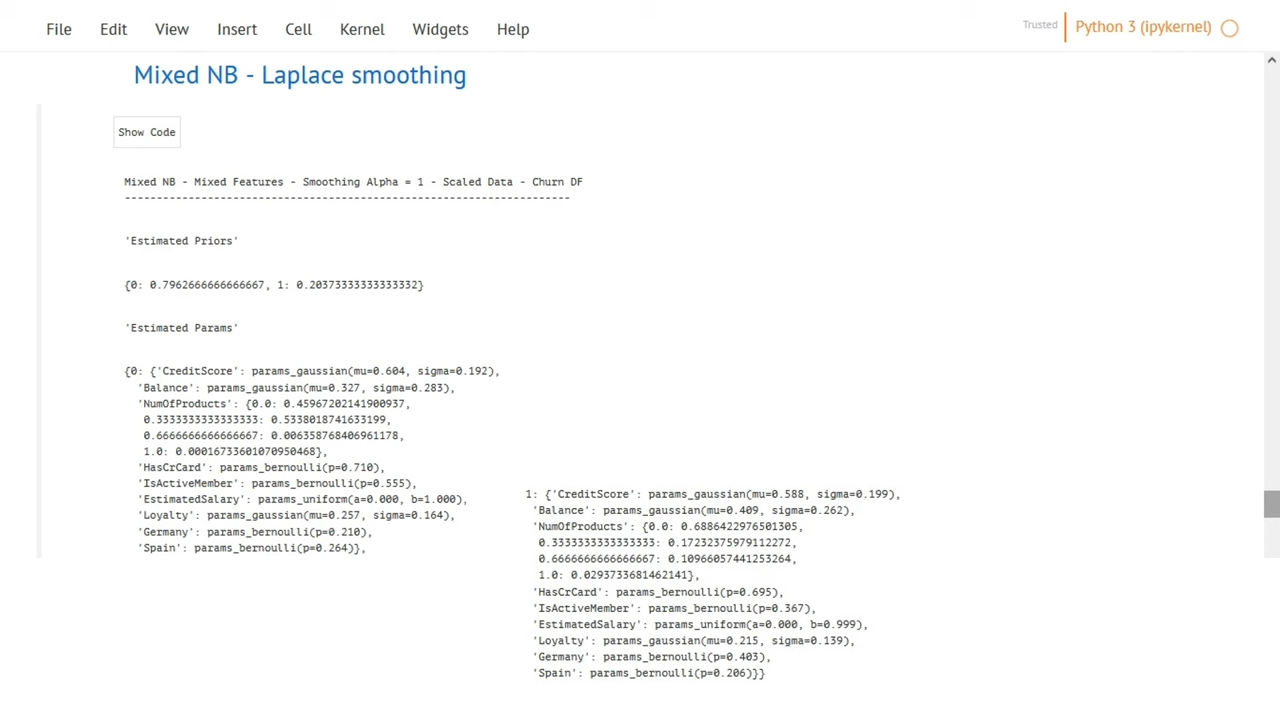 File Edit View Insert Cell Kernel Widgets Help Trusted Python 3 (ipykernel)
Mixed NB - Laplace smoothing
Show Code
Mixed NB - Mixed Features - Smoothing Alpha = 1 - Scaled Data - Churn DF
----------------------------------------------------------------------
'Estimated Priors'
{0: 0.7962666666666667, 1: 0.20373333333333332}
'Estimated Params'
{0: {'CreditScore': params_gaussian(mu=0.604, sigma=0.192),
'Balance': params_gaussian(mu=0.327, sigma=0.283),
'NumOfProducts': {0.0: 0.45967202141900937,
0.3333333333333333: 0.5338018741633199,
0.6666666666666667: 0.006358768406961178,
1.0: 0.00016733601070950468},
'HasCrCard': params_bernoulli(p=0.710),
'IsActiveMember': params_bernoulli(p=0.555),
'EstimatedSalary': params_uniform(a=0.000, b=1.000),
'Loyalty': params_gaussian(mu=0.257, sigma=0.164),
'Germany': params_bernoulli(p=0.210),
'Spain': params_bernoulli(p=0.264)},
1: {'CreditScore': params_gaussian(mu=0.588, sigma=0.199),
'Balance': params_gaussian(mu=0.409, sigma=0.262),
'NumOfProducts': {0.0: 0.6886422976501305,
0.3333333333333333: 0.17232375979112272,
0.6666666666666667: 0.10966057441253264,
1.0: 0.0293733681462141},
'HasCrCard': params_bernoulli(p=0.695),
'IsActiveMember': params_bernoulli(p=0.367),
'EstimatedSalary': params_uniform(a=0.000, b=0.999),
'Loyalty': params_gaussian(mu=0.215, sigma=0.139),
'Germany': params_bernoulli(p=0.403),
'Spain': params_bernoulli(p=0.206)}}